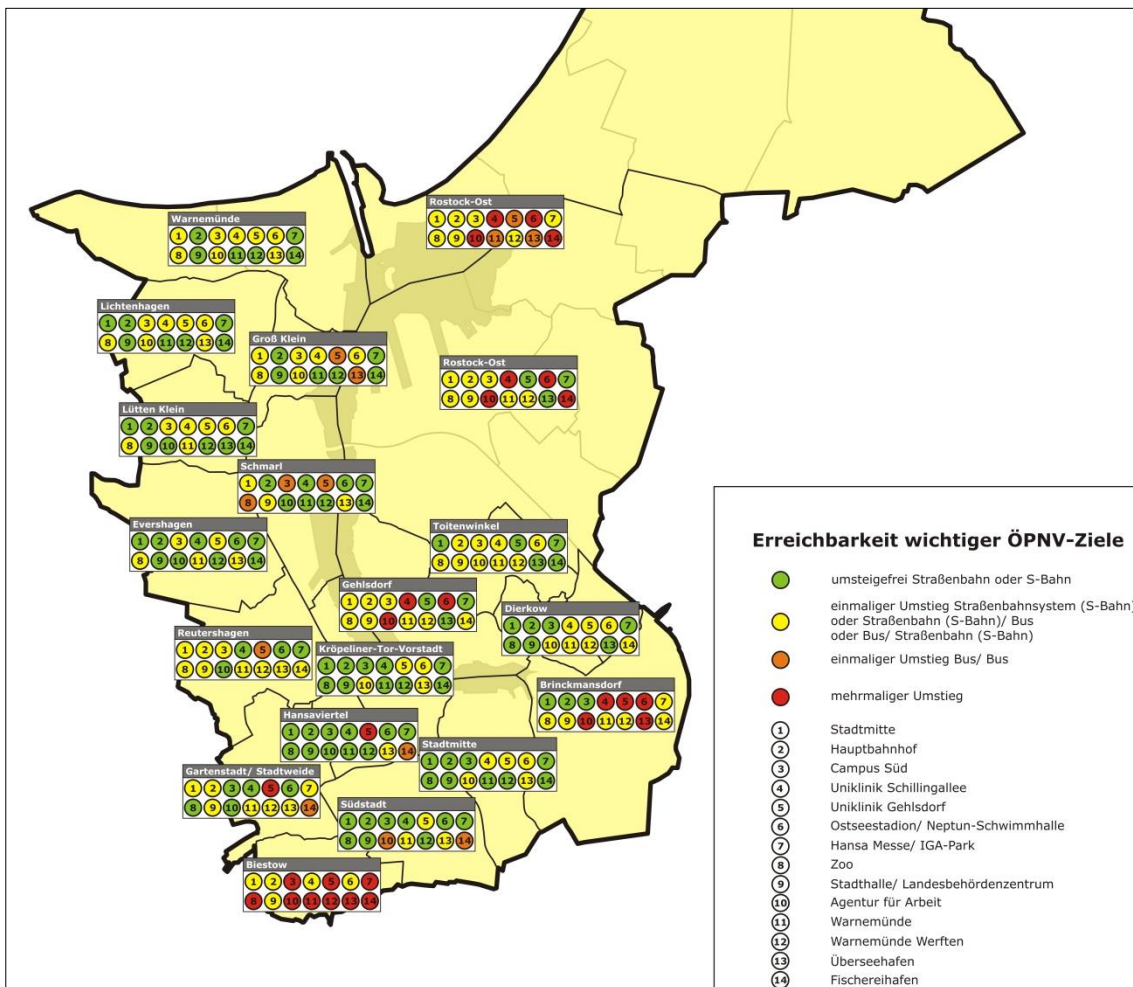 Warnemünde
1 2 3 4 5 6 7
8 9 10 11 12 13 14
Rostock-Ost
1 2 3 4 5 6 7
8 9 10 11 12 13 14
Lichtenhagen
1 2 3 4 5 6 7
8 9 10 11 12 13 14
Groß Klein
1 2 3 4 5 6 7
8 9 10 11 12 13 14
Rostock-Ost
1 2 3 4 5 6 7
8 9 10 11 12 13 14
Lütten Klein
1 2 3 4 5 6 7
8 9 10 11 12 13 14
Schmarl
1 2 3 4 5 6 7
8 9 10 11 12 13 14
Evershagen
1 2 3 4 5 6 7
8 9 10 11 12 13 14
Toitenwinkel
1 2 3 4 5 6 7
8 9 10 11 12 13 14
Gehlsdorf
1 2 3 4 5 6 7
8 9 10 11 12 13 14
Dierkow
1 2 3 4 5 6 7
8 9 10 11 12 13 14
Reutershagen
1 2 3 4 5 6 7
8 9 10 11 12 13 14
Kröpeliner-Tor-Vorstadt
1 2 3 4 5 6 7
8 9 10 11 12 13 14
Brinckmansdorf
1 2 3 4 5 6 7
8 9 10 11 12 13 14
Hansaviertel
1 2 3 4 5 6 7
8 9 10 11 12 13 14
Stadtmitte
1 2 3 4 5 6 7
8 9 10 11 12 13 14
Gartenstadt/ Stadtweide
1 2 3 4 5 6 7
8 9 10 11 12 13 14
Südstadt
1 2 3 4 5 6 7
8 9 10 11 12 13 14
Biestow
1 2 3 4 5 6 7
8 9 10 11 12 13 14
Erreichbarkeit wichtiger ÖPNV-Ziele
umsteigefrei Straßenbahn oder S-Bahn
einmaliger Umstieg Straßenbahnsystem (S-Bahn)
oder Straßenbahn (S-Bahn)/ Bus
oder Bus/ Straßenbahn (S-Bahn)
einmaliger Umstieg Bus/ Bus
mehrmaliger Umstieg
1 Stadtmitte
2 Hauptbahnhof
3 Campus Süd
4 Uniklinik Schillingallee
5 Uniklinik Gehlsdorf
6 Ostseestadion/ Neptun-Schwimmhalle
7 Hansa Messe/ IGA-Park
8 Zoo
9 Stadthalle/ Landesbehördenzentrum
10 Agentur für Arbeit
11 Warnemünde
12 Warnemünde Werften
13 Überseehafen
14 Fischereihafen